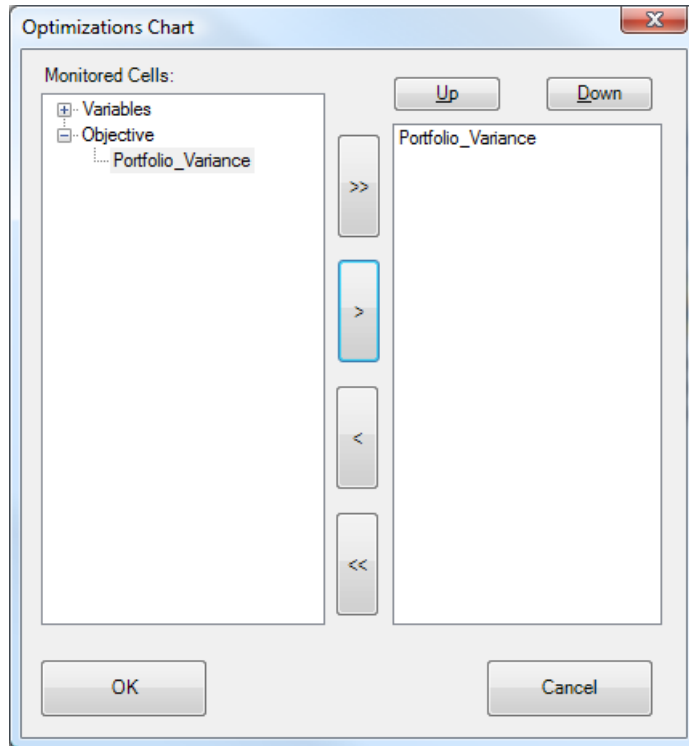 Optimizations Chart
Monitored Cells:
Up
Down
Variables
Objective
Portfolio_Variance
Portfolio_Variance
>>
>
<
<<
OK
Cancel